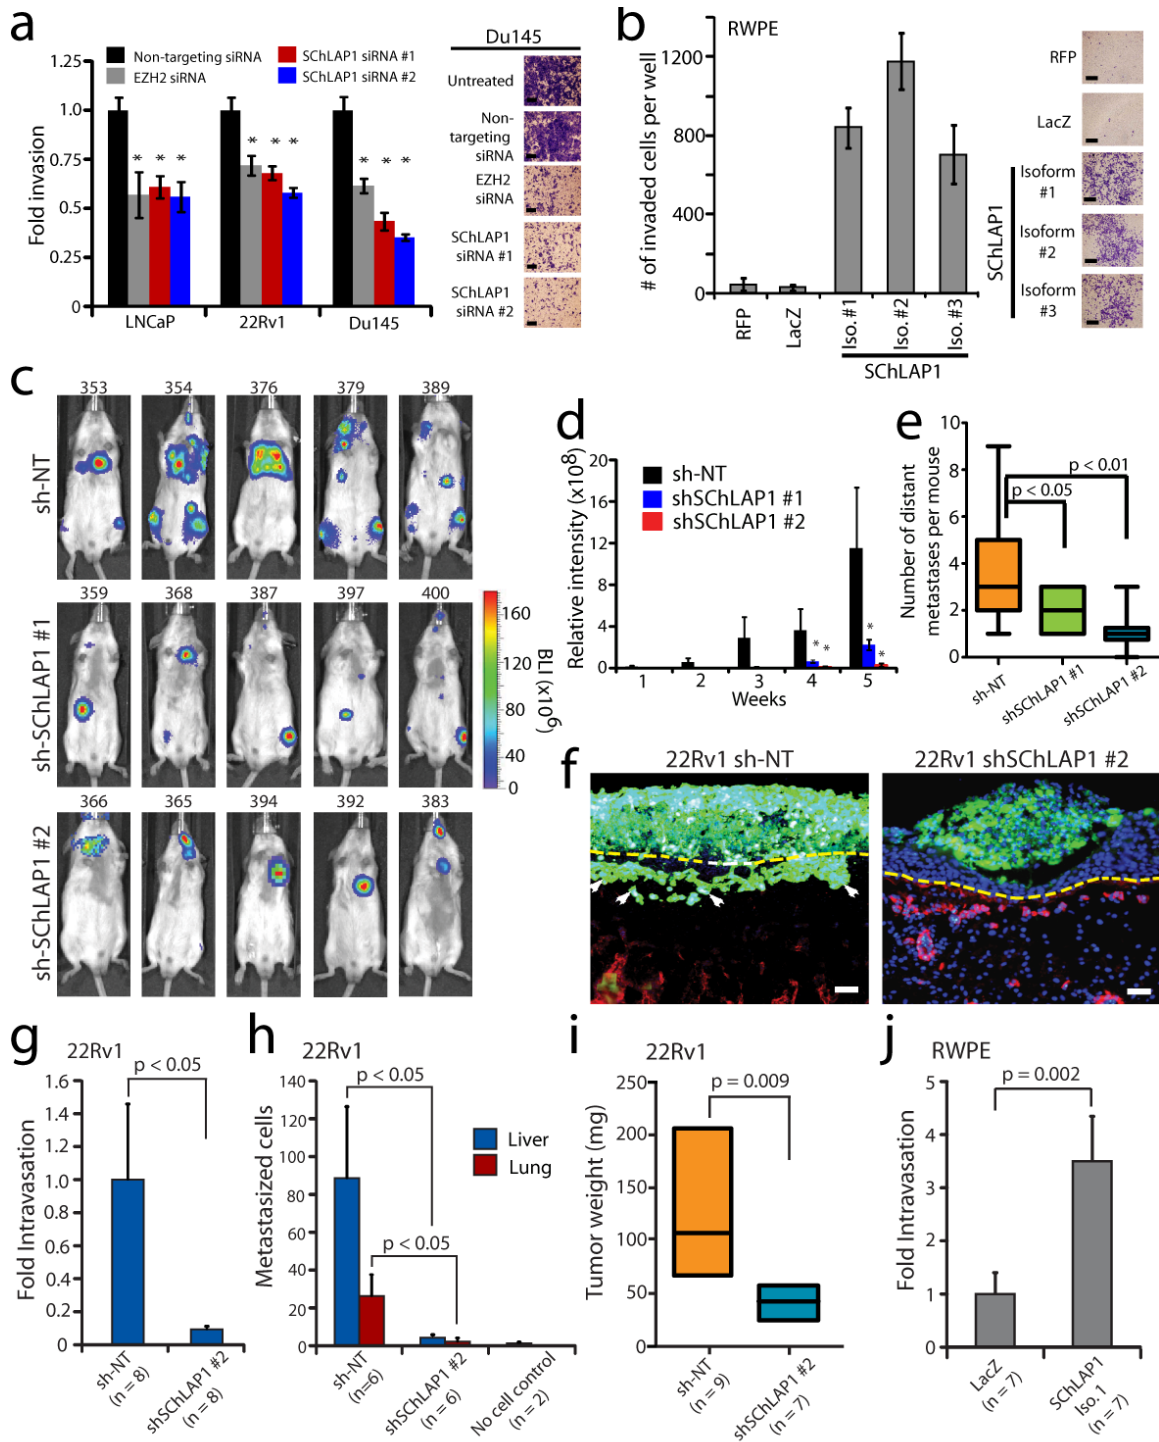 a
Non-targeting siRNA
EZH2 siRNA
SChLAP1 siRNA #1
SChLAP1 siRNA #2
Fold invasion
1.25
1.0
0.75
0.5
0.25
0
* * *
* * *
* * *
LNCaP
22Rv1
Du145
Du145
Untreated
Non-
targeting
siRNA
EZH2
siRNA
SChLAP1
siRNA #1
SChLAP1
siRNA #2
b
RWPE
# of invaded cells per well
1200
800
400
0
RFP
LacZ
Iso. #1
Iso. #2
Iso. #3
SChLAP1
RFP
LacZ
SChLAP1
Isoform
#1
Isoform
#2
Isoform
#3
c
sh-NT
353 354 376 379 389
sh-SChLAP1 #1
359 368 387 397 400
sh-SChLAP1 #2
366 365 394 392 383
160
120
80
40
0
BLI (x10⁶)
d
Relative intensity (x10⁸)
20
16
12
8
4
0
sh-NT
shSChLAP1 #1
shSChLAP1 #2
* *
* *
1 2 3 4 5
Weeks
e
Number of distant
metastases per mouse
10
8
6
4
2
0
p < 0.01
p < 0.05
sh-NT
shSChLAP1 #1
shSChLAP1 #2
f
22Rv1 sh-NT
22Rv1 shSChLAP1 #2
g
22Rv1
p < 0.05
Fold Intravasation
1.6
1.4
1.2
1.0
0.8
0.6
0.4
0.2
0
sh-NT
(n = 8)
shSChLAP1 #2
(n = 8)
h
22Rv1
p < 0.05
Metastasized cells
140
120
100
80
60
40
20
0
Liver
Lung
p < 0.05
sh-NT
(n=6)
shSChLAP1 #2
(n = 6)
No cell control
(n = 2)
i
22Rv1
p = 0.009
Tumor weight (mg)
250
200
150
100
50
0
sh-NT
(n = 9)
shSChLAP1 #2
(n = 7)
j
RWPE
p = 0.002
Fold Intravasation
5
4
3
2
1
0
LacZ
(n = 7)
SChLAP1
Iso. 1
(n = 7)